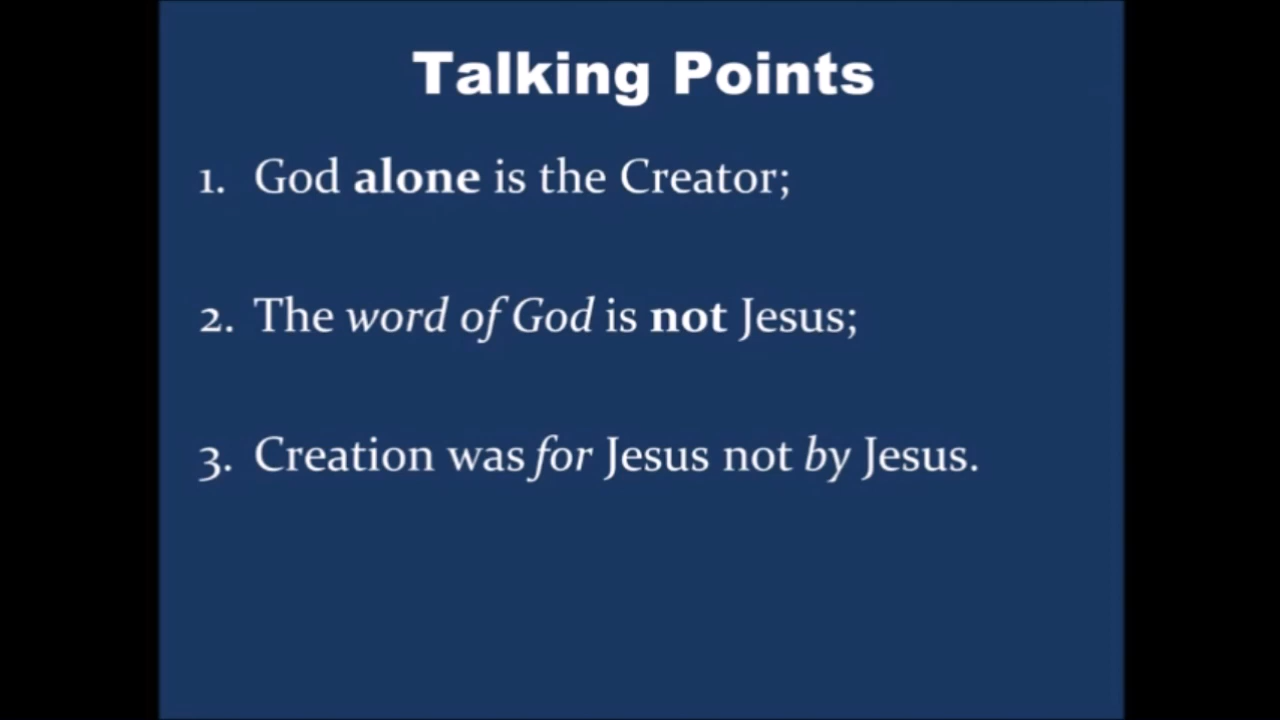 Talking Points
1. God alone is the Creator;
2. The word of God is not Jesus;
3. Creation was for Jesus not by Jesus.